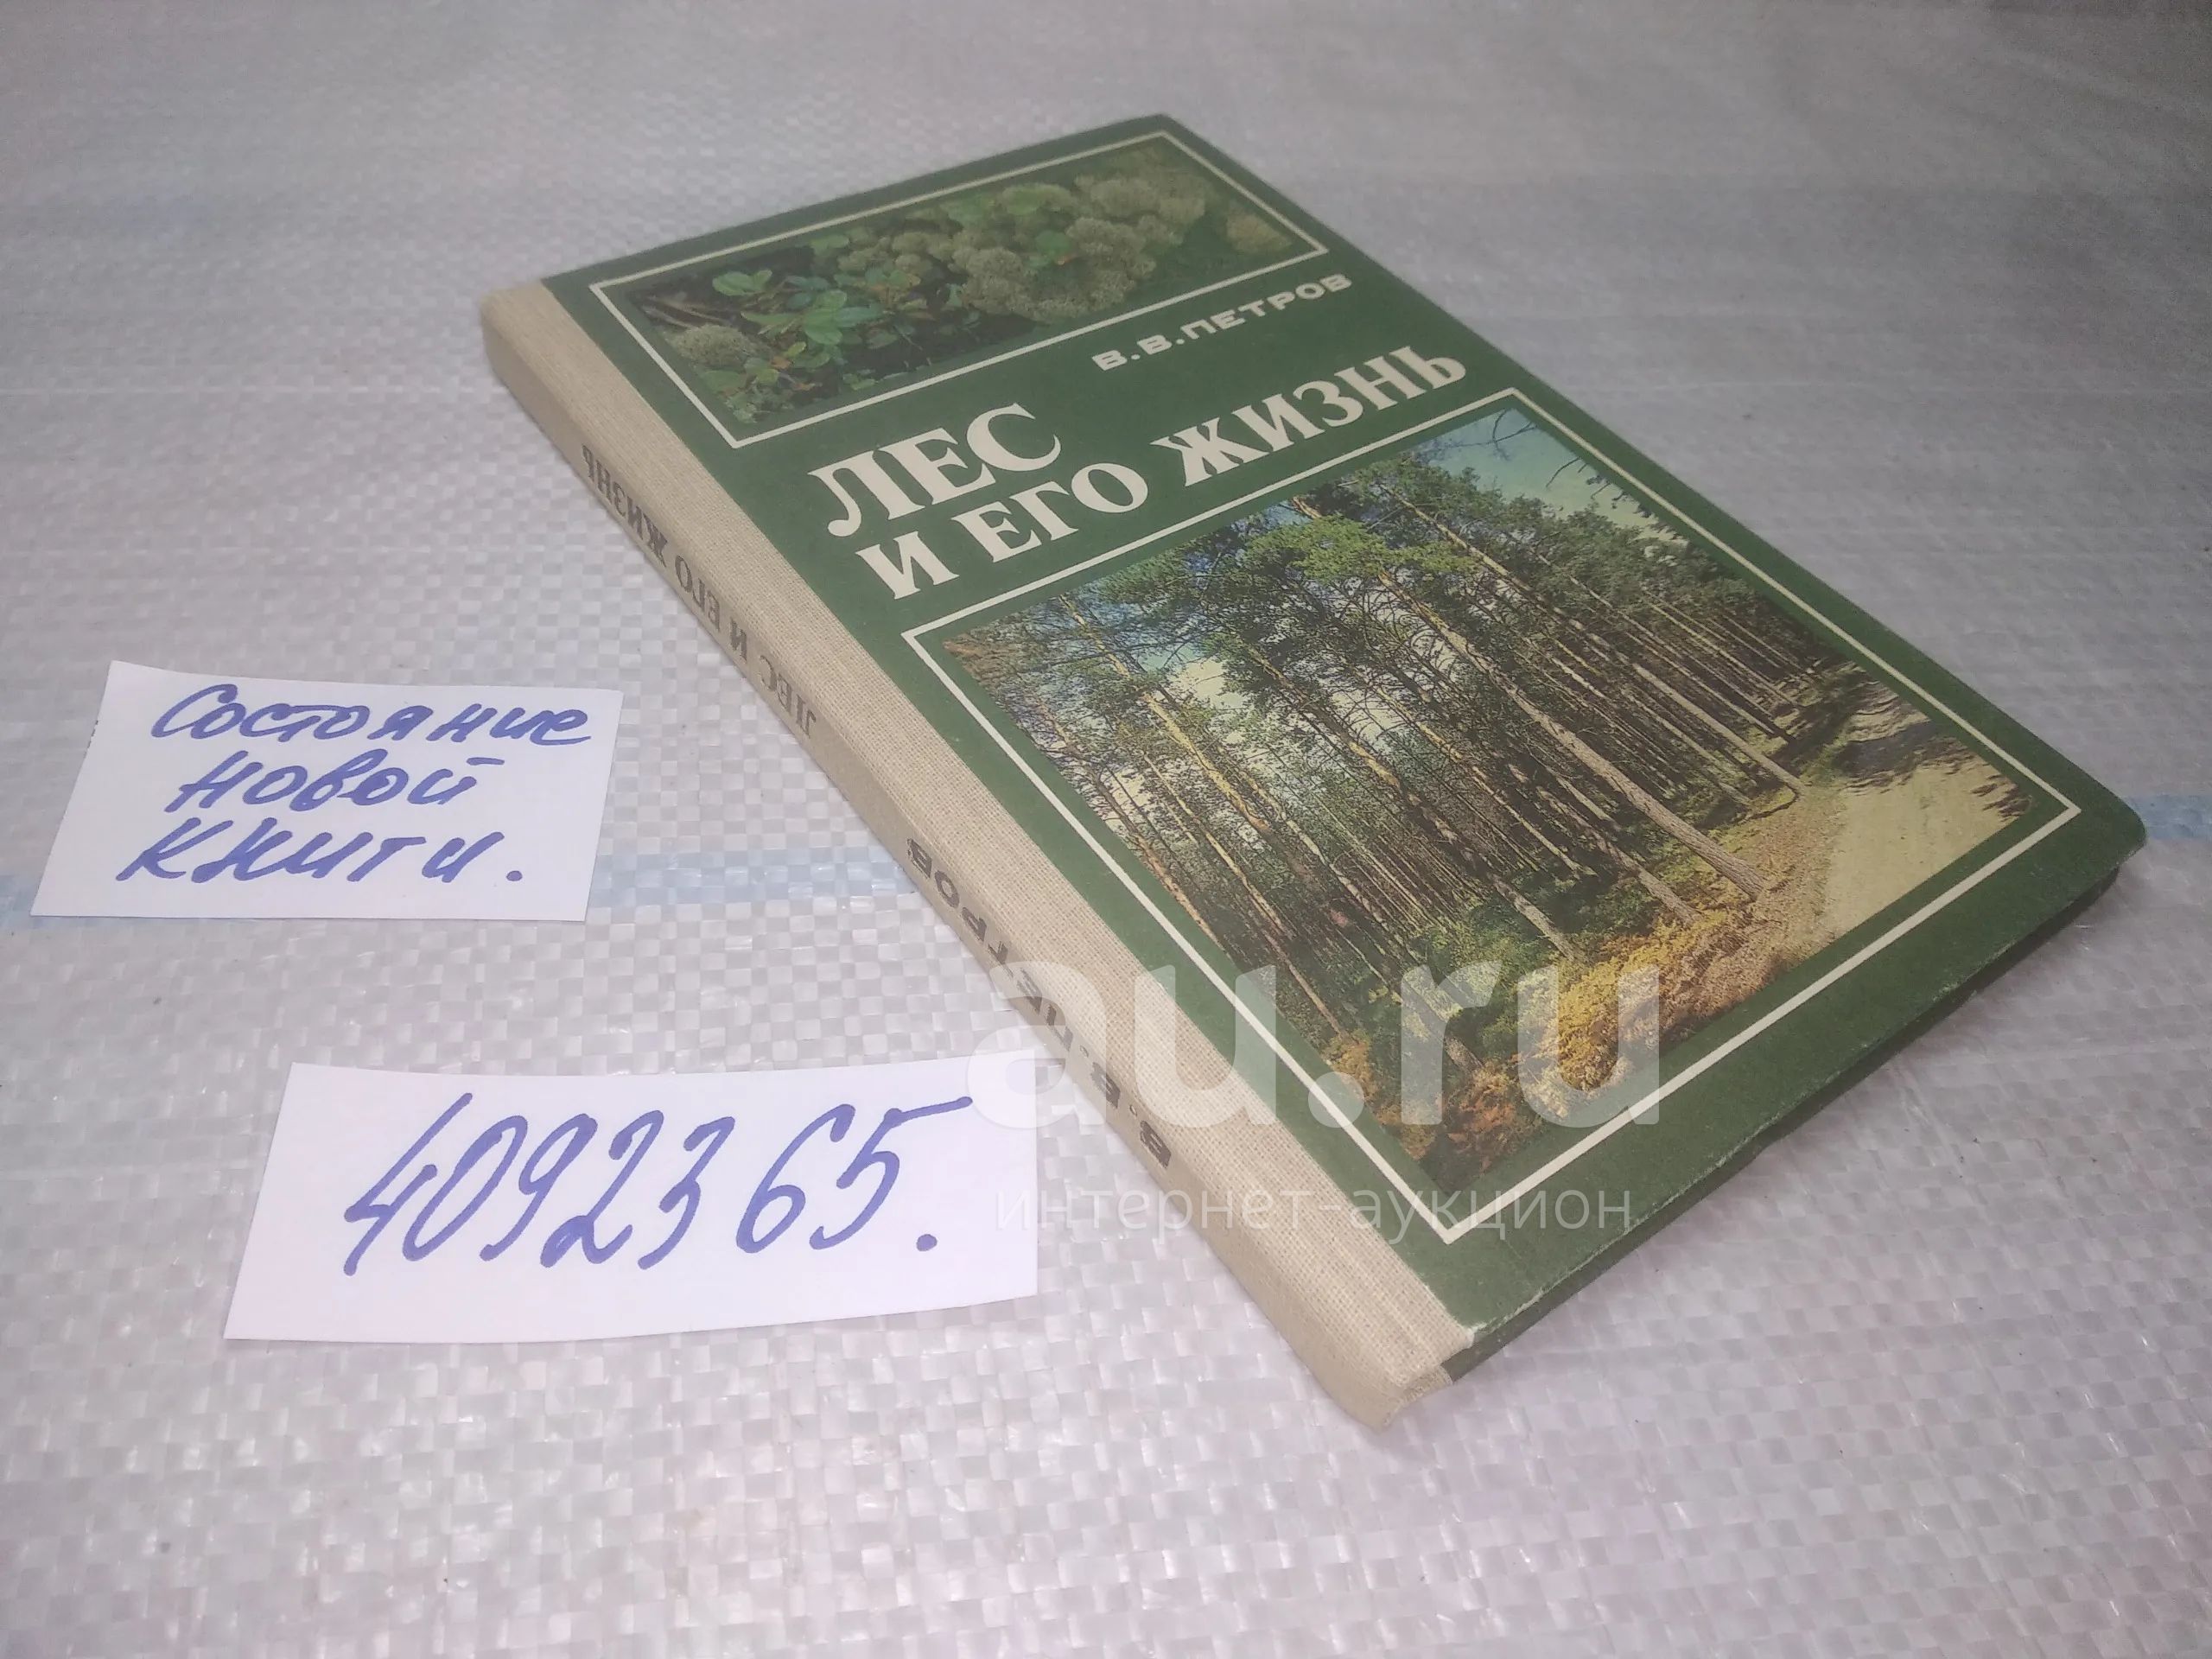 В.В.ПЕТРОВ
ЛЕС
И ЕГО ЖИЗНЬ
В.В.ПЕТРОВ ЛЕС И ЕГО ЖИЗНЬ
Состояние
новой
книги.
4092365.
au.ru
интернет-аукцион